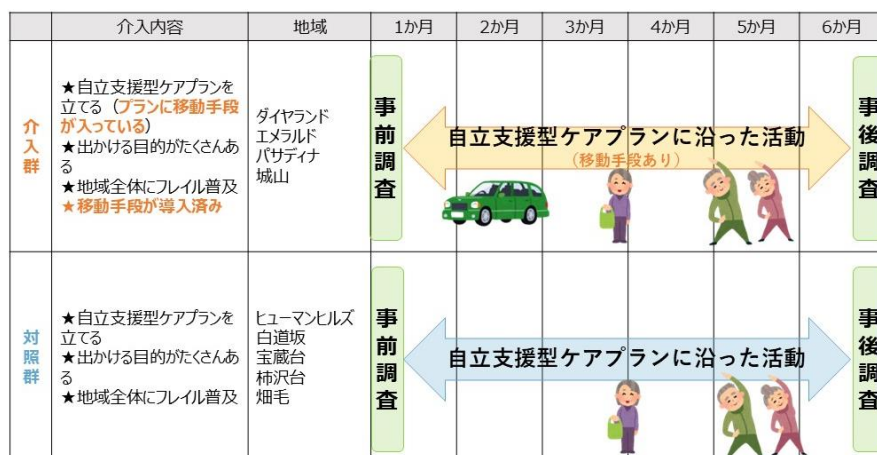 介入内容
地域
1か月
2か月
3か月
4か月
5か月
6か月
介入群
★自立支援型ケアプランを
立てる（プランに移動手段
が入っている）
★出かける目的がたくさんあ
る
★地域全体にフレイル普及
★移動手段が導入済み
ダイヤランド
エメラルド
パサディナ
城山
事前調査
自立支援型ケアプランに沿った活動
（移動手段あり）
事後調査
対照群
★自立支援型ケアプランを
立てる
★出かける目的がたくさんあ
る
★地域全体にフレイル普及
ヒューマンヒルズ
白道坂
宝蔵台
柿沢台
畑毛
事前調査
自立支援型ケアプランに沿った活動
事後調査